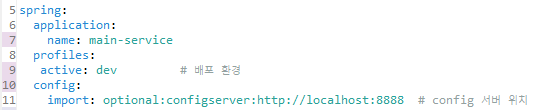 5 spring:
6   application:
7     name: main-service
8   profiles:
9    active: dev         # 배포 환경
10   config:
11     import: optional:configserver:http://localhost:8888  # config 서버 위치